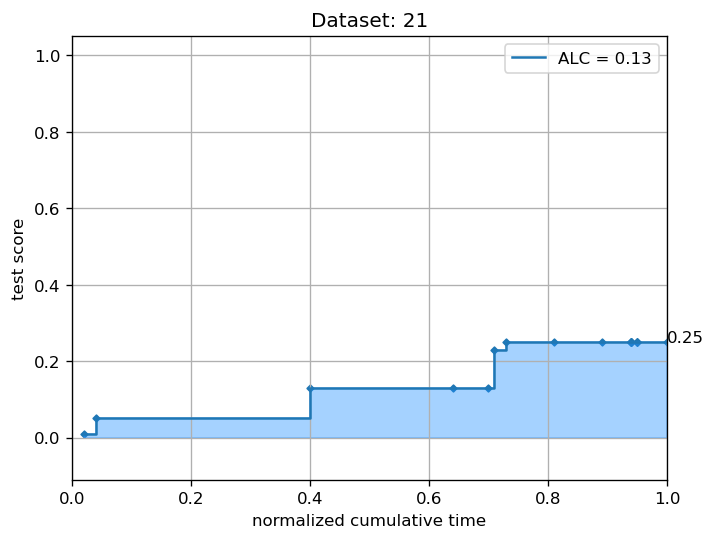 Dataset: 21
ALC = 0.13
1.0
0.8
0.6
0.4
0.2
0.0
test score
0.25
0.0 0.2 0.4 0.6 0.8 1.0
normalized cumulative time